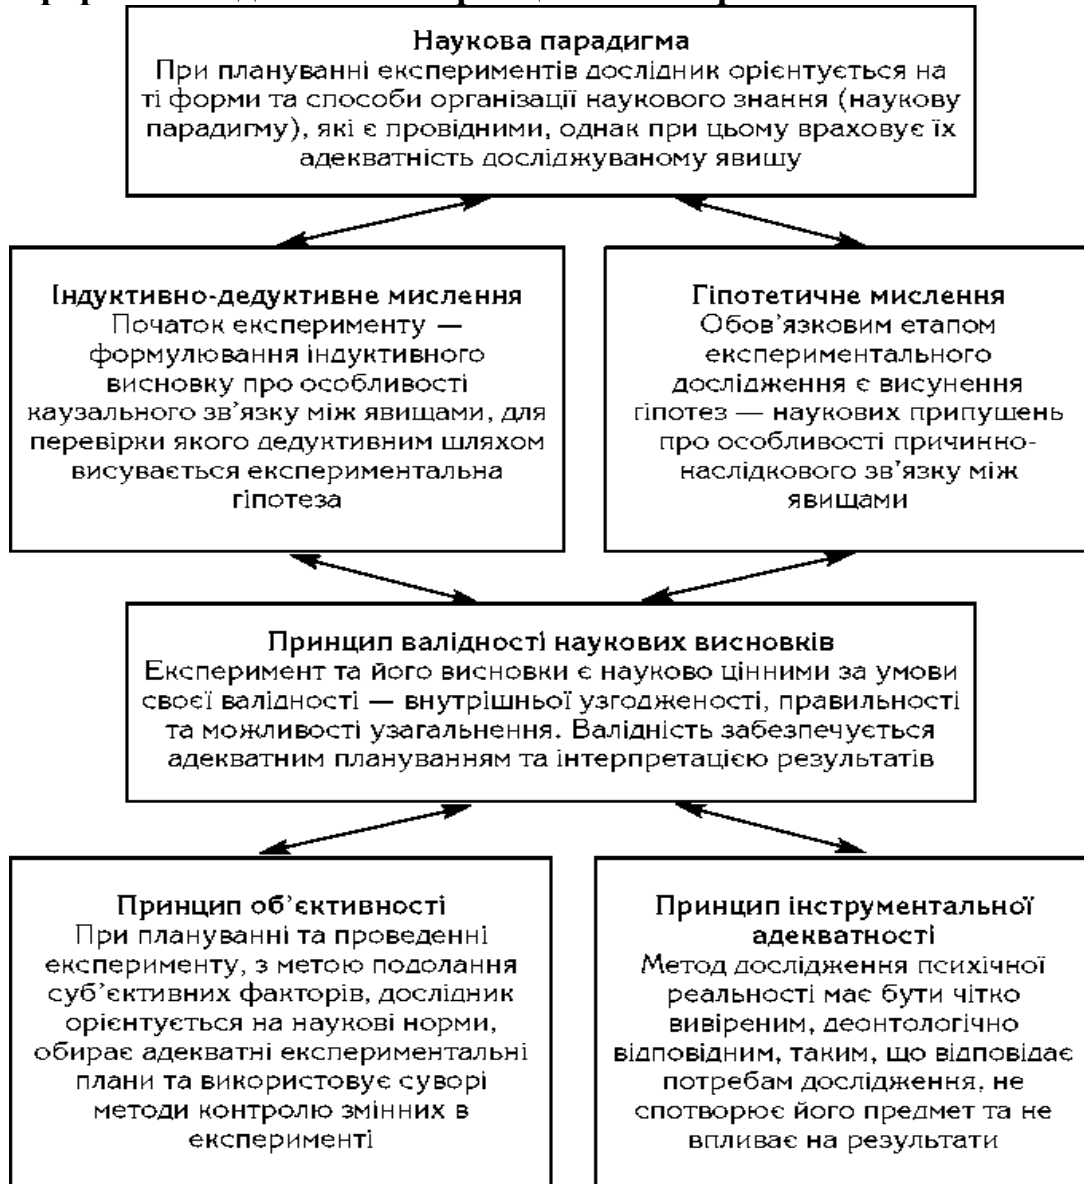 Наукова парадигма
При плануванні експериментів дослідник орієнтується на
ті форми та способи організації наукового знання (наукову
парадигму), які є провідними, однак при цьому враховує їх
адекватність досліджуваному явищу
Індуктивно-дедуктивне мислення
Початок експерименту —
формулювання індуктивного
висновку про особливості
каузального зв’язку між явищами, для
перевірки якого дедуктивним шляхом
висувається експериментальна
гіпотеза
Гіпотетичне мислення
Обов’язковим етапом
експериментального
дослідження є висунення
гіпотез — наукових припущень
про особливості причинно-
наслідкового зв’язку між
явищами
Принцип валідності наукових висновків
Експеримент та його висновки є науково цінними за умови
своєї валідності — внутрішньої узгодженості, правильності
та можливості узагальнення. Валідність забезпечується
адекватним плануванням та інтерпретацією результатів
Принцип об’єктивності
При плануванні та проведенні
експерименту, з метою подолання
суб’єктивних факторів, дослідник
орієнтується на наукові норми,
обирає адекватні експериментальні
плани та використовує суворі
методи контролю змінних в
експерименті
Принцип інструментальної
адекватності
Метод дослідження психічної
реальності має бути чітко
вивіреним, деонтологічно
відповідним, таким, що відповідає
потребам дослідження, не
спотворює його предмет та не
впливає на результати